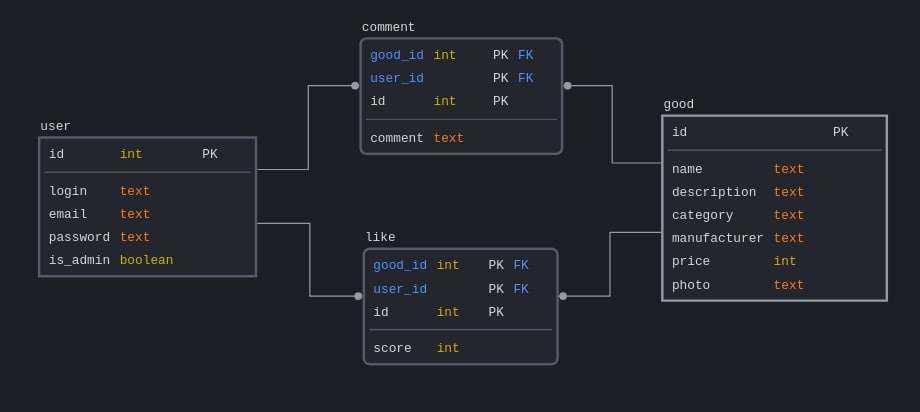 comment
good_id int PK FK
user_id PK FK
id int PK
comment text
user
id int PK
login text
email text
password text
is_admin boolean
good
id PK
name text
description text
category text
manufacturer text
price int
photo text
like
good_id int PK FK
user_id PK FK
id int PK
score int